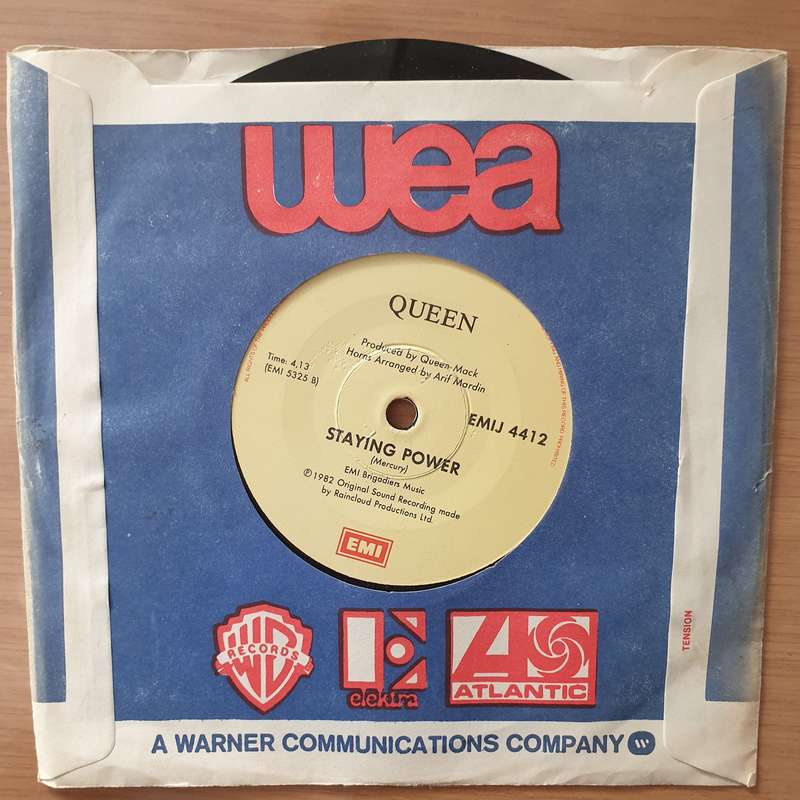 wea
QUEEN
Produced by Queen-Mack
Horns Arranged by Arif Mardin
Time: 4,13
(EMI 5325 B)
EMIJ 4412
STAYING POWER
(Mercury)
EMI Brigadiers Music
℗1982 Original Sound Recording made
by Raincloud Productions Ltd.
EMI
WB
RECORDS
elektra
ATLANTIC
TENSION
A WARNER COMMUNICATIONS COMPANY